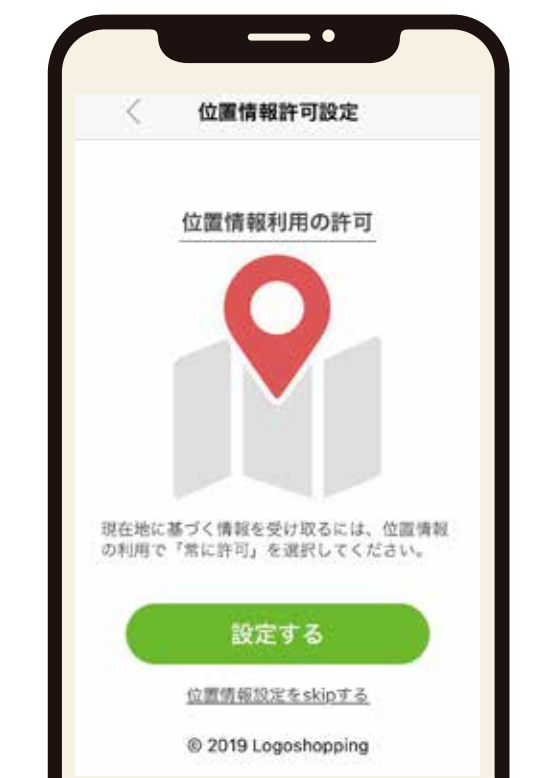 位置情報許可設定
位置情報利用の許可
現在地に基づく情報を受け取るには、位置情報
の利用で「常に許可」を選択してください。
設定する
位置情報設定をskipする
© 2019 Logoshopping